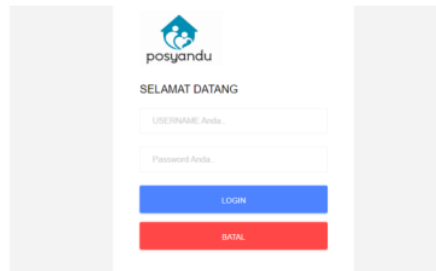 posyandu
SELAMAT DATANG
USERNAME Anda..
Password Anda..
LOGIN
BATAL